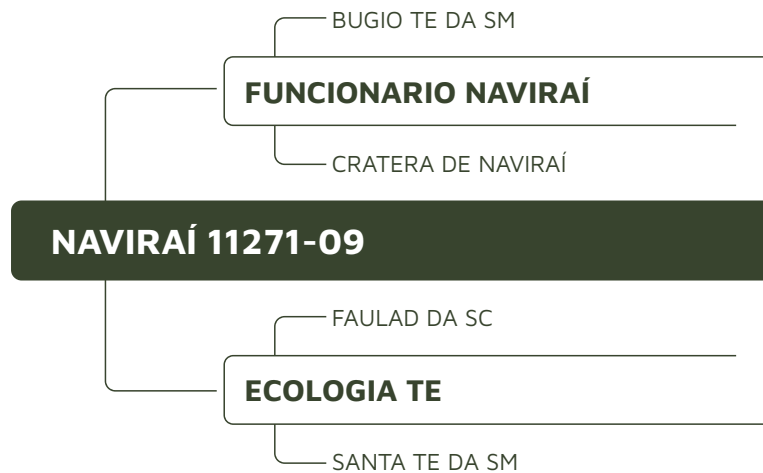 BUGIO TE DA SM
FUNCIONARIO NAVIRAÍ
CRATERA DE NAVIRAÍ
NAVIRAÍ 11271-09
FAULAD DA SC
ECOLOGIA TE
SANTA TE DA SM